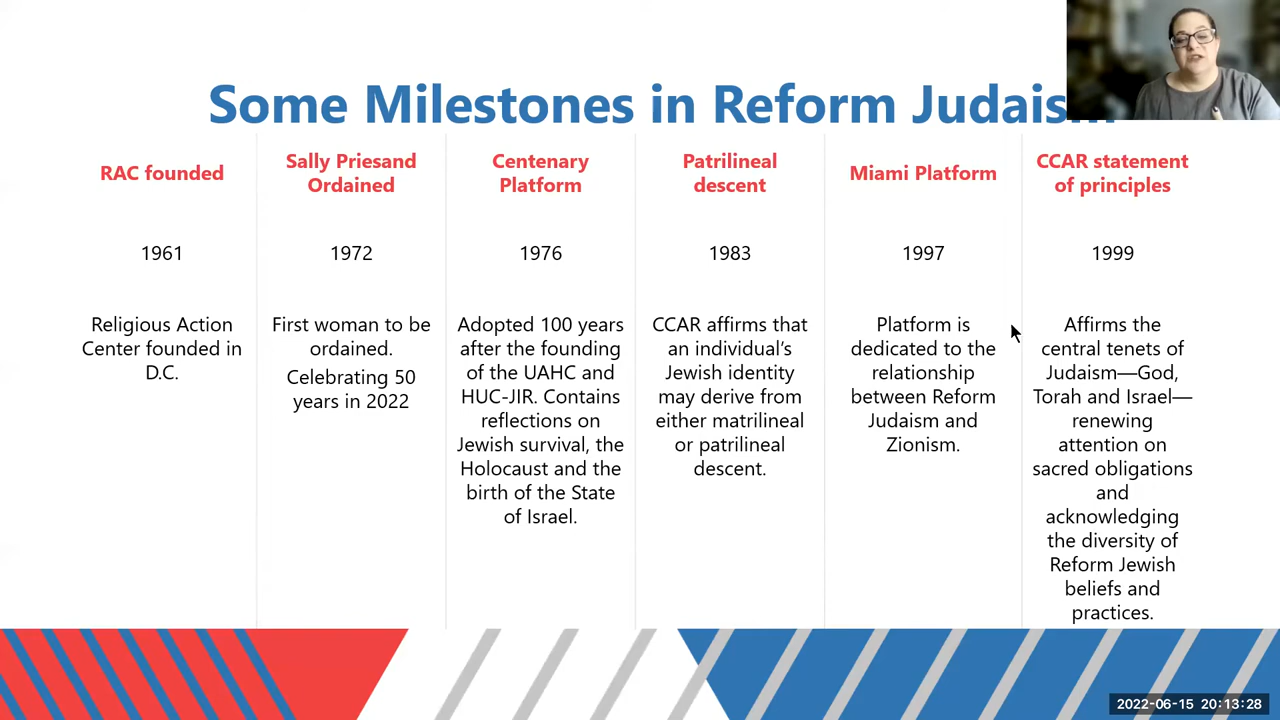 Some Milestones in Reform Judaism
RAC founded
1961
Religious Action
Center founded in
D.C.
Sally Priesand
Ordained
1972
First woman to be
ordained.
Celebrating 50
years in 2022
Centenary
Platform
1976
Adopted 100 years
after the founding
of the UAHC and
HUC-JIR. Contains
reflections on
Jewish survival, the
Holocaust and the
birth of the State
of Israel.
Patrilineal
descent
1983
CCAR affirms that
an individual’s
Jewish identity
may derive from
either matrilineal
or patrilineal
descent.
Miami Platform
1997
Platform is
dedicated to the
relationship
between Reform
Judaism and
Zionism.
CCAR statement
of principles
1999
Affirms the
central tenets of
Judaism—God,
Torah and Israel—
renewing
attention on
sacred obligations
and
acknowledging
the diversity of
Reform Jewish
beliefs and
practices.
2022-06-15 20:13:28